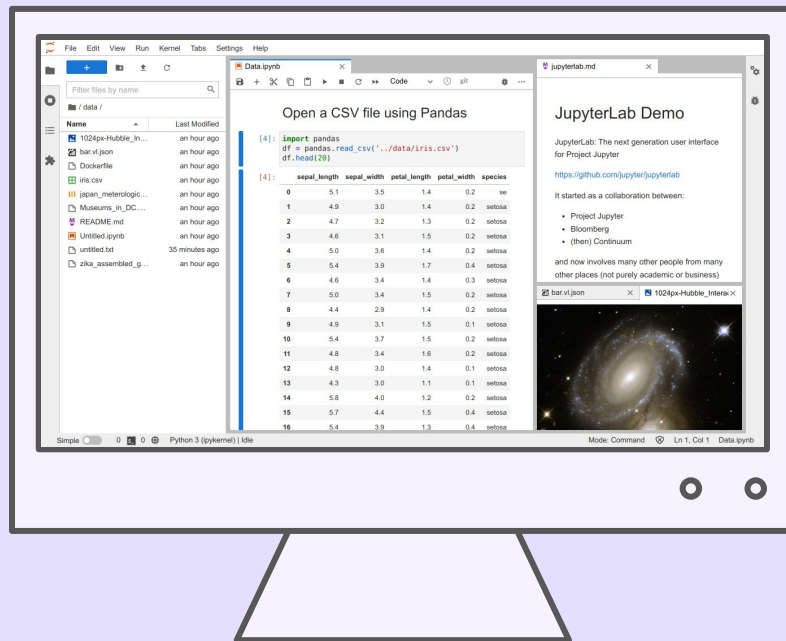 File Edit View Run Kernel Tabs Settings Help
Filter files by name
/ data /
Name Last Modified
1024px-Hubble_In... an hour ago
bar.vl.json an hour ago
Dockerfile an hour ago
iris.csv an hour ago
japan_meterologic... an hour ago
Museums_in_DC.... an hour ago
README.md an hour ago
Untitled.ipynb an hour ago
untitled.txt 35 minutes ago
zika_assembled_g... an hour ago
Data.ipynb
Code git
Open a CSV file using Pandas
[4]: import pandas
df = pandas.read_csv('../data/iris.csv')
df.head(20)
[4]: sepal_length sepal_width petal_length petal_width species
0 5.1 3.5 1.4 0.2 se
1 4.9 3.0 1.4 0.2 setosa
2 4.7 3.2 1.3 0.2 setosa
3 4.6 3.1 1.5 0.2 setosa
4 5.0 3.6 1.4 0.2 setosa
5 5.4 3.9 1.7 0.4 setosa
6 4.6 3.4 1.4 0.3 setosa
7 5.0 3.4 1.5 0.2 setosa
8 4.4 2.9 1.4 0.2 setosa
9 4.9 3.1 1.5 0.1 setosa
10 5.4 3.7 1.5 0.2 setosa
11 4.8 3.4 1.6 0.2 setosa
12 4.8 3.0 1.4 0.1 setosa
13 4.3 3.0 1.1 0.1 setosa
14 5.8 4.0 1.2 0.2 setosa
15 5.7 4.4 1.5 0.4 setosa
16 5.4 3.9 1.3 0.4 setosa
jupyterlab.md
JupyterLab Demo
JupyterLab: The next generation user interface
for Project Jupyter
https://github.com/jupyter/jupyterlab
It started as a collaboration between:
• Project Jupyter
• Bloomberg
• (then) Continuum
and now involves many other people from many
other places (not purely academic or business)
bar.vl.json 1024px-Hubble_Intera
Simple 0 0 Python 3 (ipykernel) | Idle Mode: Command Ln 1, Col 1 Data.ipynb